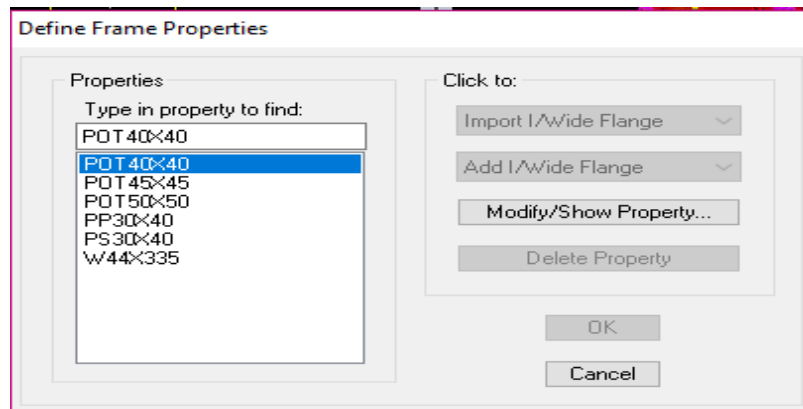 Define Frame Properties
Properties
Type in property to find:
POT40X40
POT40X40
POT45X45
POT50X50
PP30X40
PS30X40
W44X335
Click to:
Import I/Wide Flange
Add I/Wide Flange
Modify/Show Property...
Delete Property
OK
Cancel